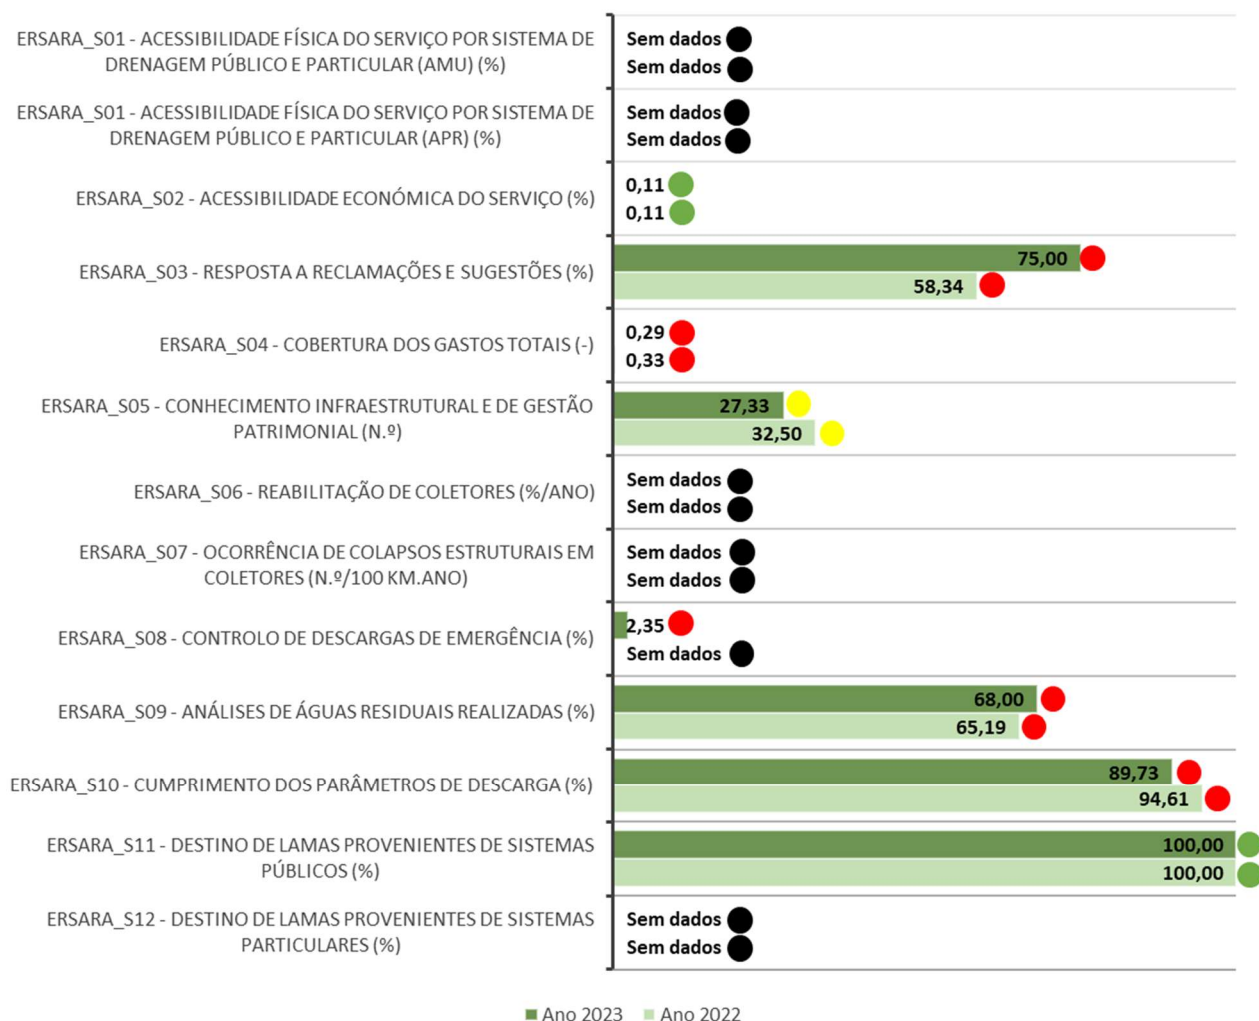 ERSARA_S01 - ACESSIBILIDADE FÍSICA DO SERVIÇO POR SISTEMA DE
DRENAGEM PÚBLICO E PARTICULAR (AMU) (%)
Sem dados
Sem dados
ERSARA_S01 - ACESSIBILIDADE FÍSICA DO SERVIÇO POR SISTEMA DE
DRENAGEM PÚBLICO E PARTICULAR (APR) (%)
Sem dados
Sem dados
ERSARA_S02 - ACESSIBILIDADE ECONÓMICA DO SERVIÇO (%)
0,11
0,11
ERSARA_S03 - RESPOSTA A RECLAMAÇÕES E SUGESTÕES (%)
75,00
58,34
ERSARA_S04 - COBERTURA DOS GASTOS TOTAIS (-)
0,29
0,33
ERSARA_S05 - CONHECIMENTO INFRAESTRUTURAL E DE GESTÃO
PATRIMONIAL (N.º)
27,33
32,50
ERSARA_S06 - REABILITAÇÃO DE COLETORES (%/ANO)
Sem dados
Sem dados
ERSARA_S07 - OCORRÊNCIA DE COLAPSOS ESTRUTURAIS EM
COLETORES (N.º/100 KM.ANO)
Sem dados
Sem dados
ERSARA_S08 - CONTROLO DE DESCARGAS DE EMERGÊNCIA (%)
2,35
Sem dados
ERSARA_S09 - ANÁLISES DE ÁGUAS RESIDUAIS REALIZADAS (%)
68,00
65,19
ERSARA_S10 - CUMPRIMENTO DOS PARÂMETROS DE DESCARGA (%)
89,73
94,61
ERSARA_S11 - DESTINO DE LAMAS PROVENIENTES DE SISTEMAS
PÚBLICOS (%)
100,00
100,00
ERSARA_S12 - DESTINO DE LAMAS PROVENIENTES DE SISTEMAS
PARTICULARES (%)
Sem dados
Sem dados
Ano 2023 Ano 2022